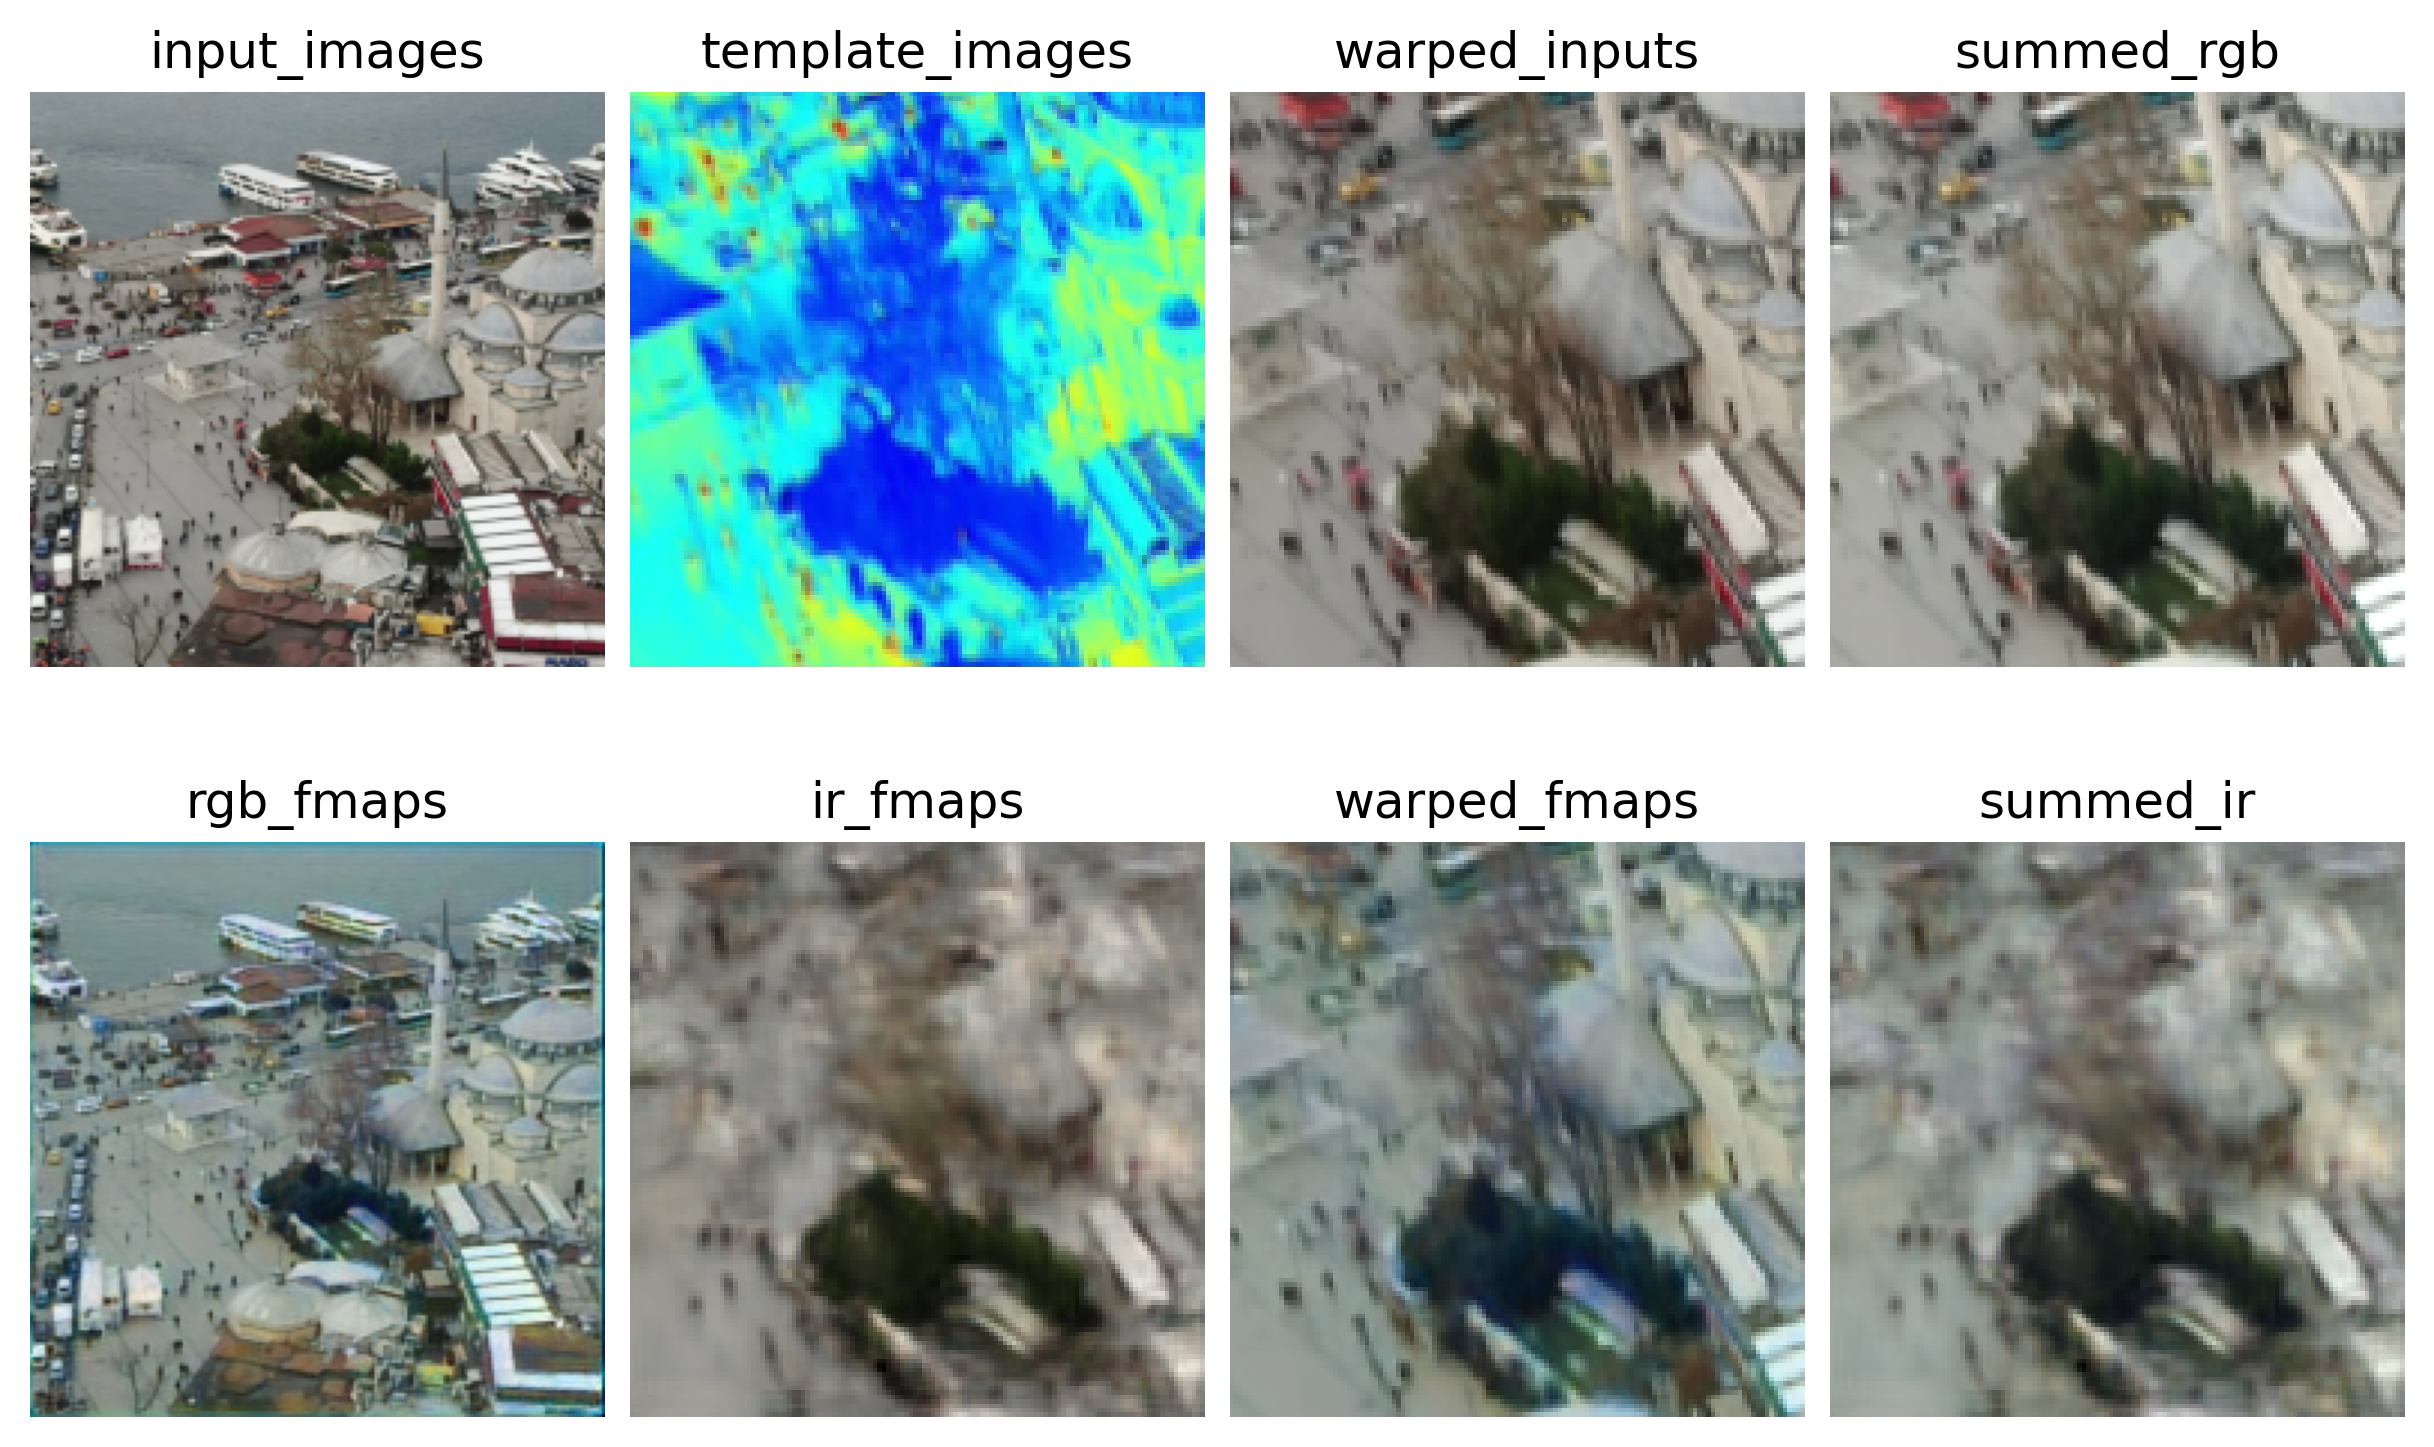 input_images
template_images
warped_inputs
summed_rgb
rgb_fmaps
ir_fmaps
warped_fmaps
summed_ir